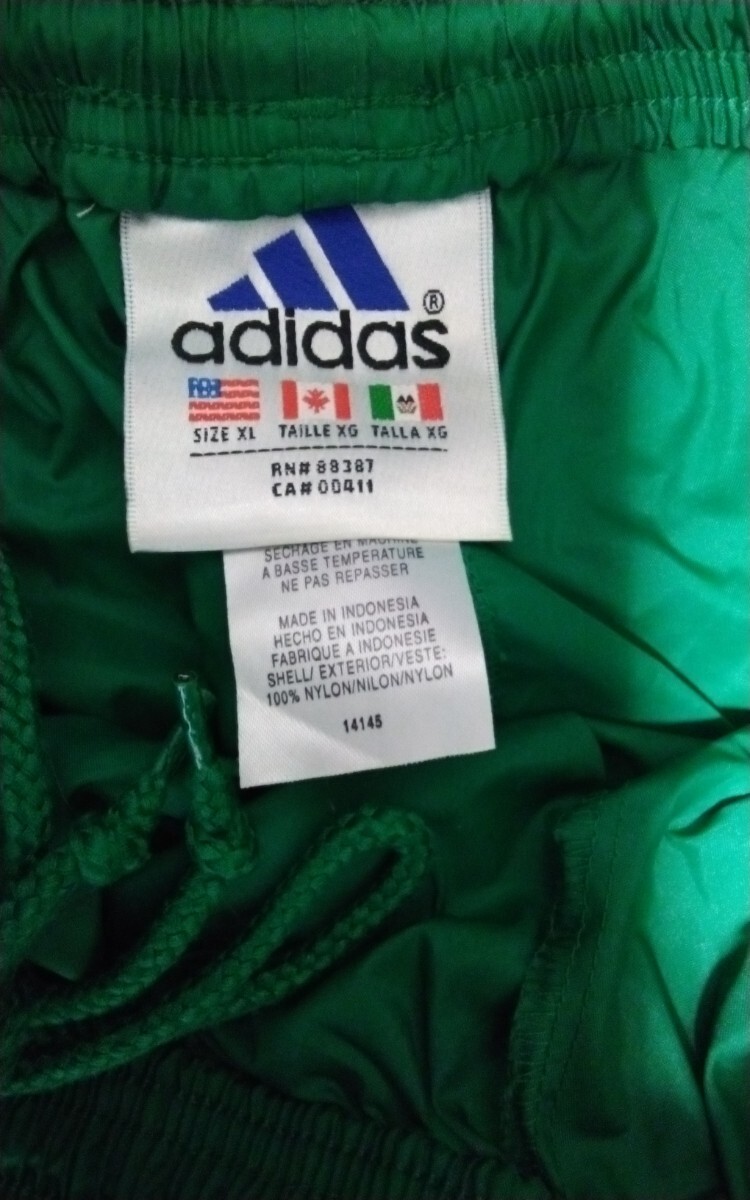 adidas®
SIZE XL TAILLE XG TALLA XG
RN# 88387
CA# 00411
SECHAGE EN MACHINE
A BASSE TEMPERATURE
NE PAS REPASSER
MADE IN INDONESIA
HECHO EN INDONESIA
FABRIQUE A INDONESIE
SHELL/ EXTERIOR/VESTE:
100% NYLON/NILON/NYLON
14145